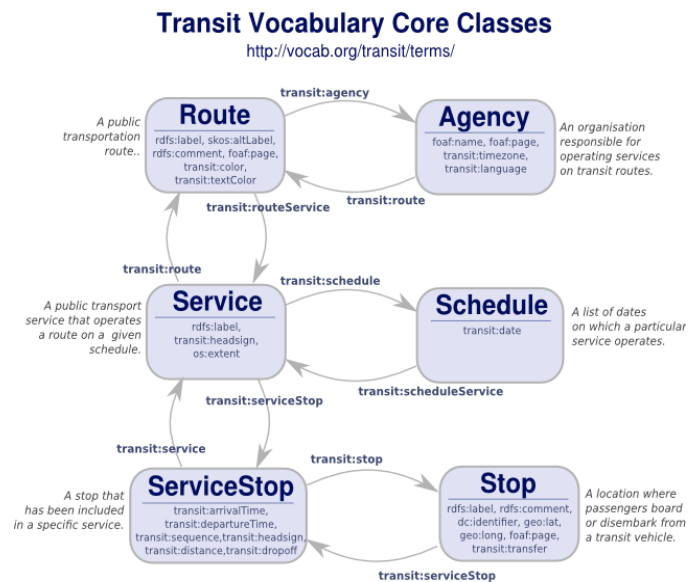 Transit Vocabulary Core Classes
http://vocab.org/transit/terms/
transit:agency
A public
transportation
route..
Route
rdfs:label, skos:altLabel,
rdfs:comment, foaf:page,
transit:color,
transit:textColor
Agency
foaf:name, foaf:page,
transit:timezone,
transit:language
An organisation
responsible for
operating services
on transit routes.
transit:route
transit:routeService
transit:route
transit:schedule
A public transport
service that operates
a route on a  given
schedule.
Service
rdfs:label,
transit:headsign,
os:extent
Schedule
transit:date
A list of dates
on which a particular
service operates.
transit:scheduleService
transit:serviceStop
transit:service
transit:stop
A stop that
has been included
in a specific service.
ServiceStop
transit:arrivalTime,
transit:departureTime,
transit:sequence,transit:headsign,
transit:distance,transit:dropoff
Stop
rdfs:label, rdfs:comment,
dc:identifier, geo:lat,
geo:long, foaf:page,
transit:transfer
A location where
passengers board
or disembark from
a transit vehicle.
transit:serviceStop